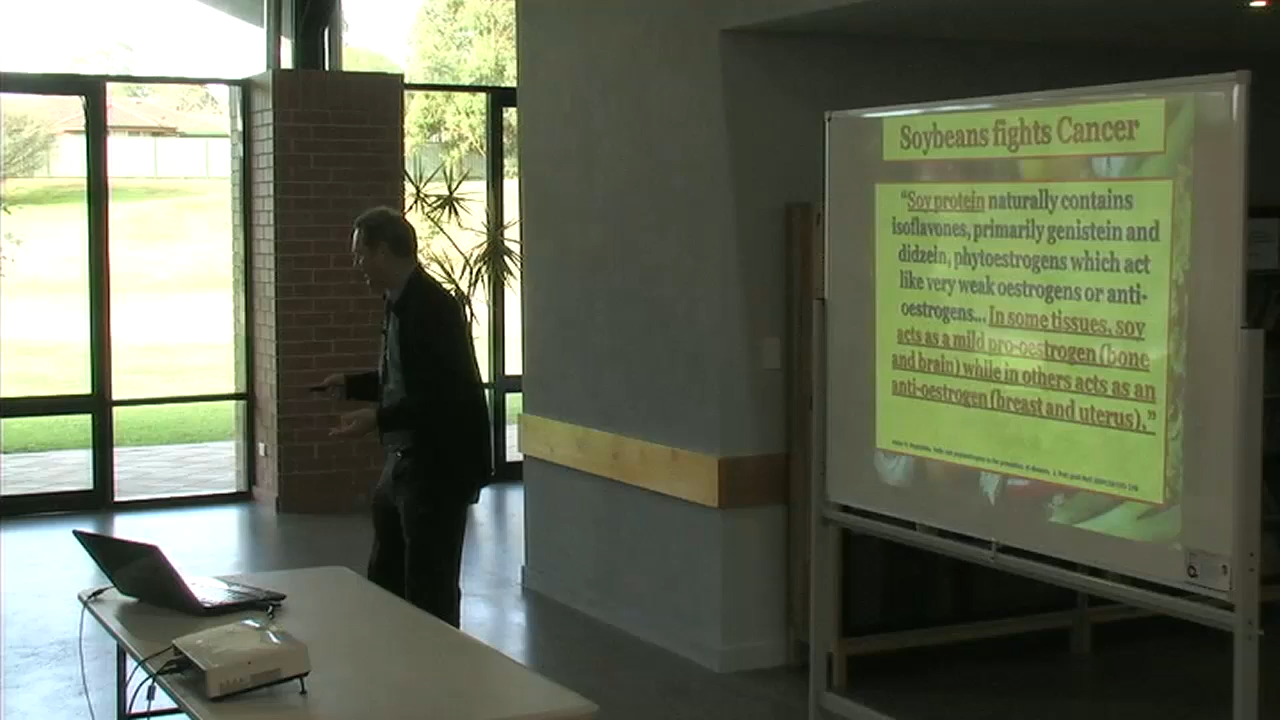 Soybeans fights Cancer
“Soy protein naturally contains
isoflavones, primarily genistein and
didzein, phytoestrogens which act
like very weak oestrogens or anti-
oestrogens... In some tissues, soy
acts as a mild pro-oestrogen (bone
and brain) while in others acts as an
anti-oestrogen (breast and uterus).”